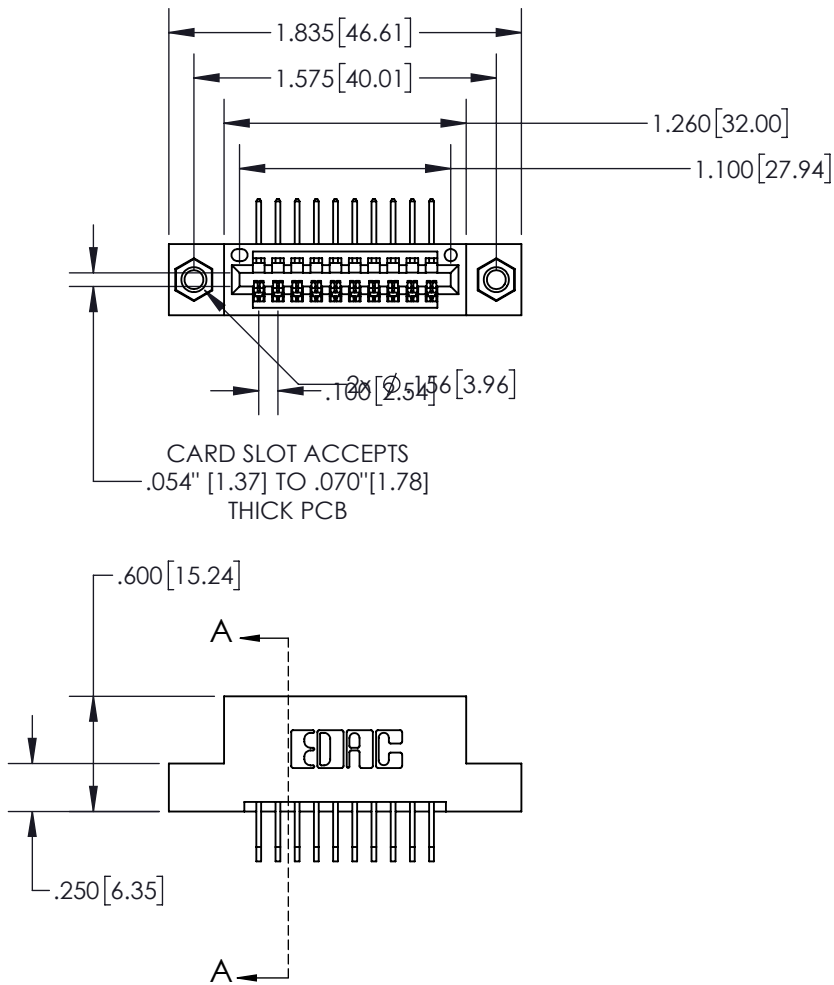 1.835[46.61]
1.575[40.01]
1.260[32.00]
1.100[27.94]
2x Ø .156 [3.96]
.100[2.54]
CARD SLOT ACCEPTS
.054" [1.37] TO .070"[1.78]
THICK PCB
.600[15.24]
A
EDAC
.250[6.35]
A